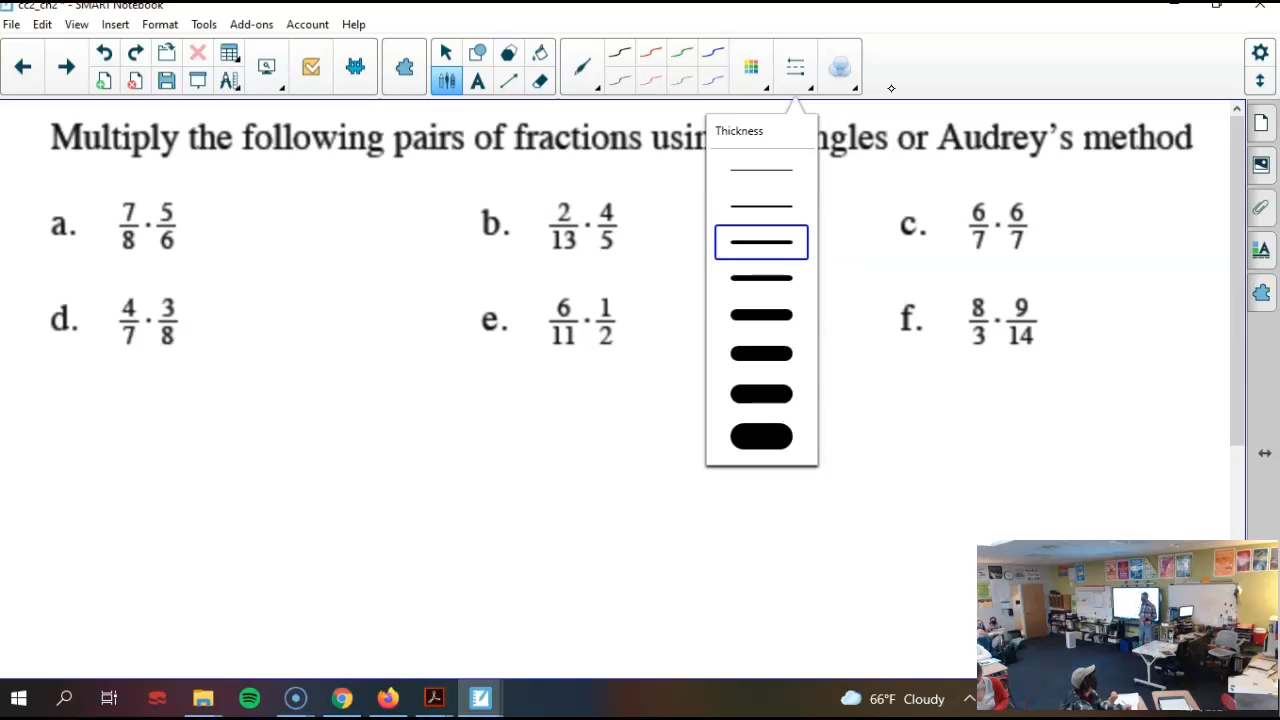 cc2_ch2 * - SMART Notebook
File Edit View Insert Format Tools Add-ons Account Help
Thickness
Multiply the following pairs of fractions ngles or Audrey’s method
a. 7/8 · 5/6 b. 2/13 · 4/5 c. 6/7 · 6/7
d. 4/7 · 3/8 e. 6/11 · 1/2 f. 8/3 · 9/14
66°F Cloudy